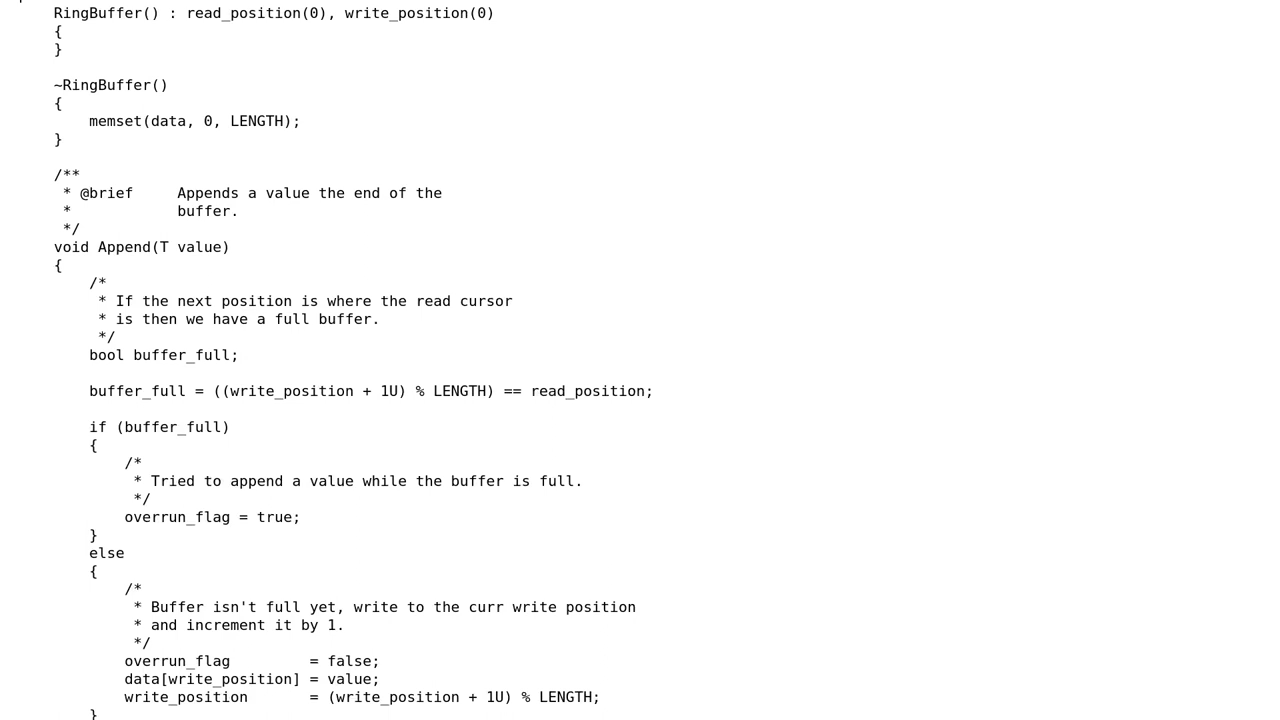 RingBuffer() : read_position(0), write_position(0)
    {
    }

    ~RingBuffer()
    {
        memset(data, 0, LENGTH);
    }

    /**
     * @brief     Appends a value the end of the
     *            buffer.
     */
    void Append(T value)
    {
        /*
         * If the next position is where the read cursor
         * is then we have a full buffer.
         */
        bool buffer_full;

        buffer_full = ((write_position + 1U) % LENGTH) == read_position;

        if (buffer_full)
        {
            /*
             * Tried to append a value while the buffer is full.
             */
            overrun_flag = true;
        }
        else
        {
            /*
             * Buffer isn't full yet, write to the curr write position
             * and increment it by 1.
             */
            overrun_flag         = false;
            data[write_position] = value;
            write_position       = (write_position + 1U) % LENGTH;
        }